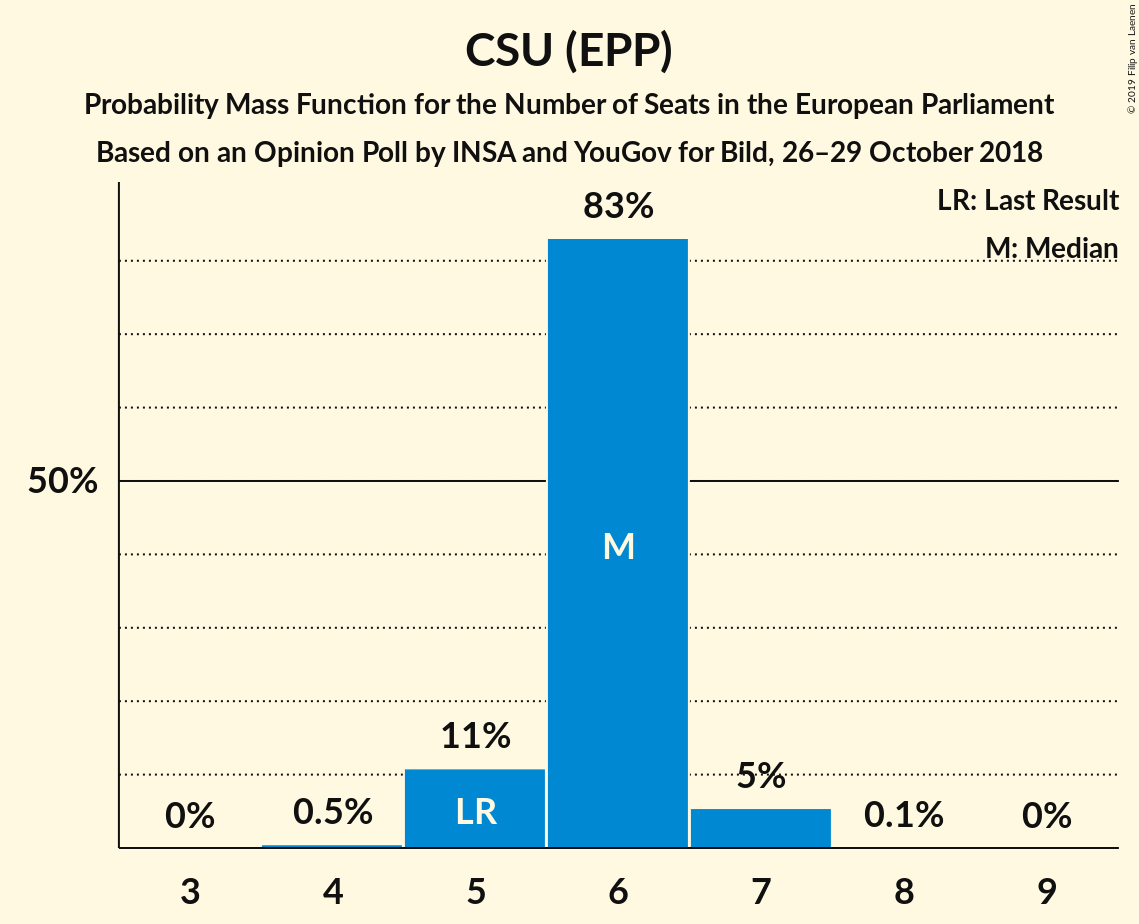 CSU (EPP)
Probability Mass Function for the Number of Seats in the European Parliament
Based on an Opinion Poll by INSA and YouGov for Bild, 26–29 October 2018
© 2019 Filip van Laenen
LR: Last Result
M: Median
50%
0%
0.5%
11%
83%
5%
0.1%
0%
LR
M
3
4
5
6
7
8
9